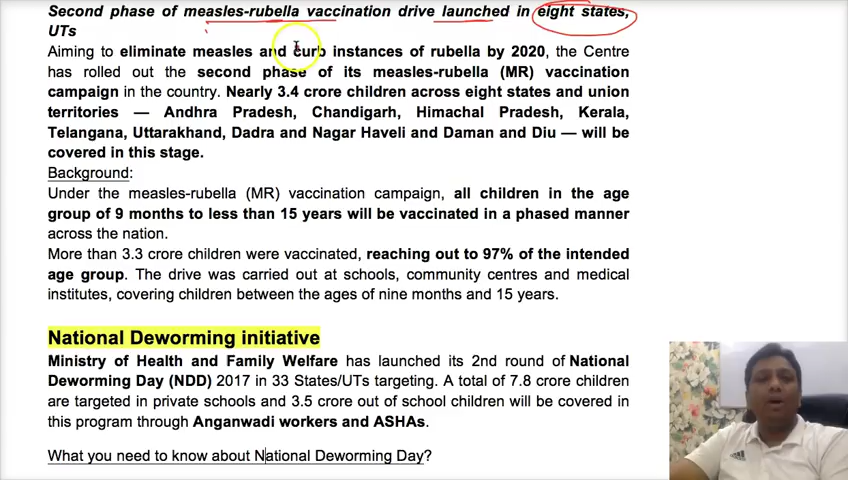 Second phase of measles-rubella vaccination drive launched in eight states,
UTs
Aiming to eliminate measles and curb instances of rubella by 2020, the Centre
has rolled out the second phase of its measles-rubella (MR) vaccination
campaign in the country. Nearly 3.4 crore children across eight states and union
territories — Andhra Pradesh, Chandigarh, Himachal Pradesh, Kerala,
Telangana, Uttarakhand, Dadra and Nagar Haveli and Daman and Diu — will be
covered in this stage.
Background:
Under the measles-rubella (MR) vaccination campaign, all children in the age
group of 9 months to less than 15 years will be vaccinated in a phased manner
across the nation.
More than 3.3 crore children were vaccinated, reaching out to 97% of the intended
age group. The drive was carried out at schools, community centres and medical
institutes, covering children between the ages of nine months and 15 years.
National Deworming initiative
Ministry of Health and Family Welfare has launched its 2nd round of National
Deworming Day (NDD) 2017 in 33 States/UTs targeting. A total of 7.8 crore children
are targeted in private schools and 3.5 crore out of school children will be covered in
this program through Anganwadi workers and ASHAs.
What you need to know about National Deworming Day?